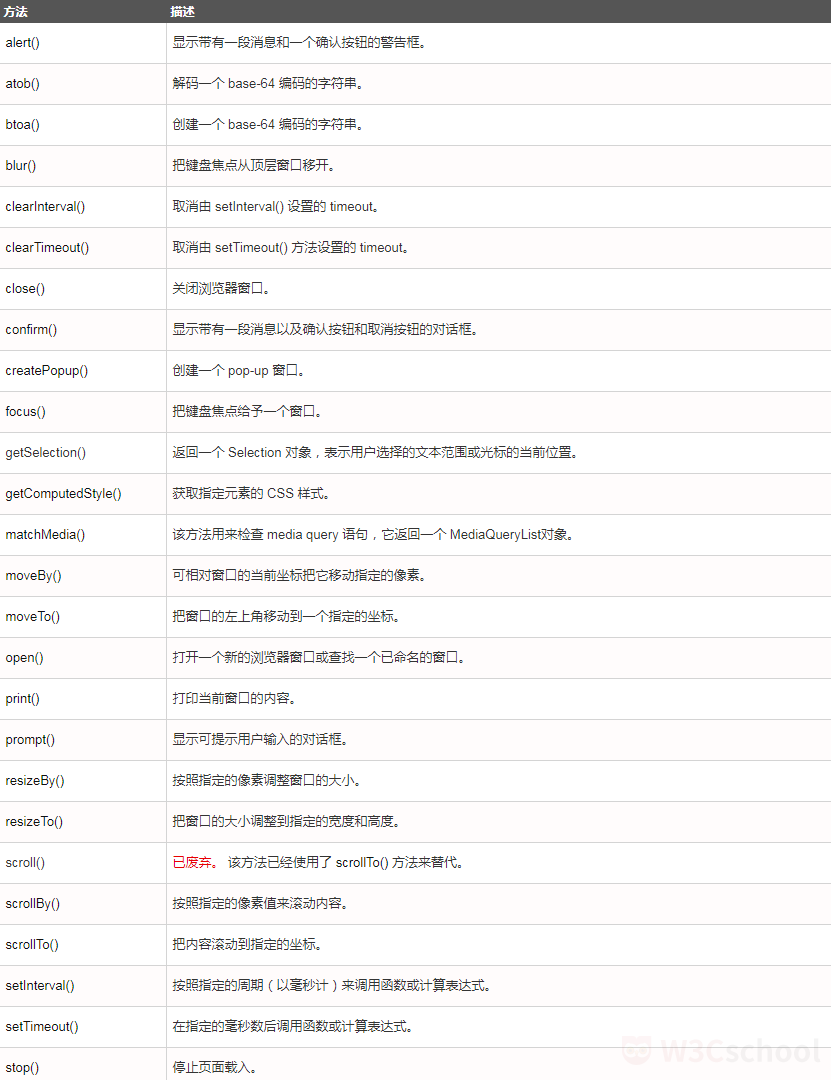 方法 描述
alert() 显示带有一段消息和一个确认按钮的警告框。
atob() 解码一个 base-64 编码的字符串。
btoa() 创建一个 base-64 编码的字符串。
blur() 把键盘焦点从顶层窗口移开。
clearInterval() 取消由 setInterval() 设置的 timeout。
clearTimeout() 取消由 setTimeout() 方法设置的 timeout。
close() 关闭浏览器窗口。
confirm() 显示带有一段消息以及确认按钮和取消按钮的对话框。
createPopup() 创建一个 pop-up 窗口。
focus() 把键盘焦点给予一个窗口。
getSelection() 返回一个 Selection 对象，表示用户选择的文本范围或光标的当前位置。
getComputedStyle() 获取指定元素的 CSS 样式。
matchMedia() 该方法用来检查 media query 语句，它返回一个 MediaQueryList对象。
moveBy() 可相对窗口的当前坐标把它移动指定的像素。
moveTo() 把窗口的左上角移动到一个指定的坐标。
open() 打开一个新的浏览器窗口或查找一个已命名的窗口。
print() 打印当前窗口的内容。
prompt() 显示可提示用户输入的对话框。
resizeBy() 按照指定的像素调整窗口的大小。
resizeTo() 把窗口的大小调整到指定的宽度和高度。
scroll() 已废弃。 该方法已经使用了 scrollTo() 方法来替代。
scrollBy() 按照指定的像素值来滚动内容。
scrollTo() 把内容滚动到指定的坐标。
setInterval() 按照指定的周期（以毫秒计）来调用函数或计算表达式。
setTimeout() 在指定的毫秒数后调用函数或计算表达式。
stop() 停止页面载入。
W3Cschool